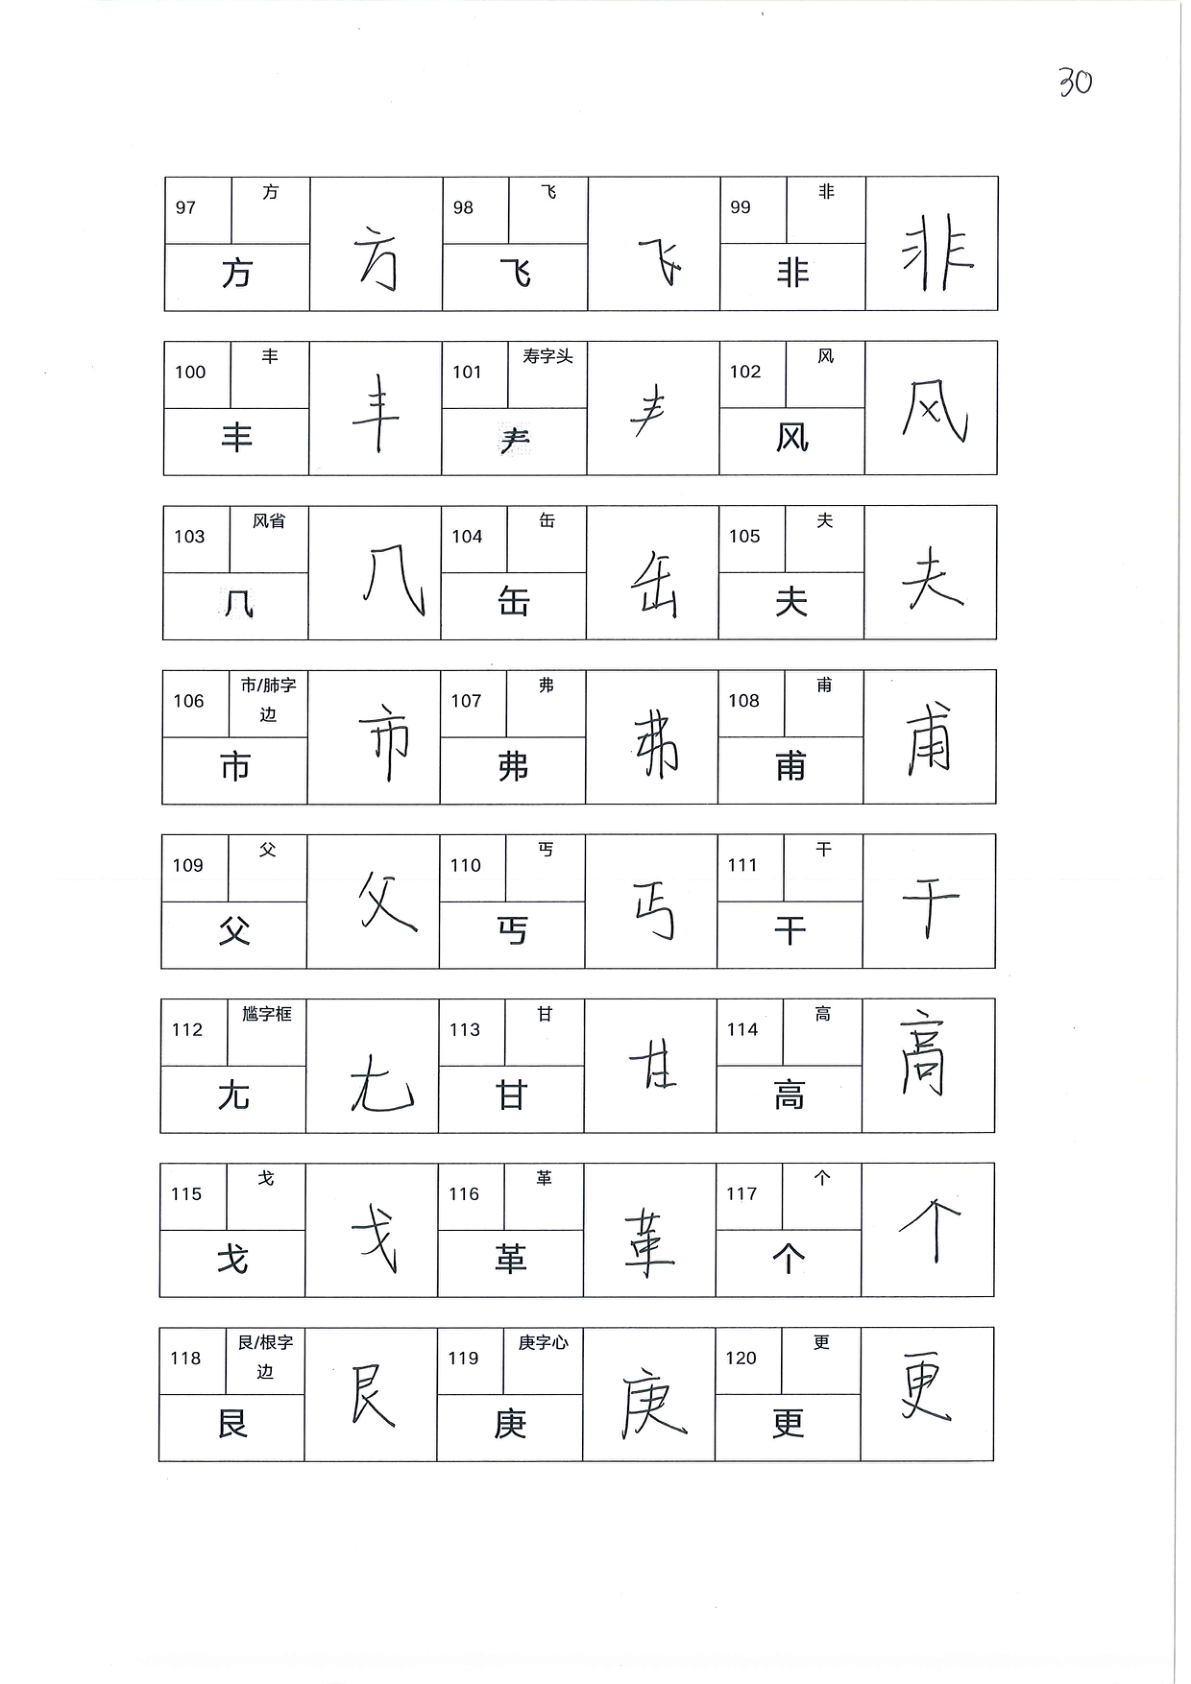 30
97 方 方 98 飞 飞 99 非 非
方 飞 非
100 丰 丰 101 寿字头 龵 102 风 风
丰 风
103 风省 几 104 缶 缶 105 夫 夫
几 缶 夫
106 市/肺字边 市 107 弗 弗 108 甫 甫
市 弗 甫
109 父 父 110 丐 丐 111 干 干
父 丐 干
112 尴字框 尢 113 甘 甘 114 高 高
尢 甘 高
115 戈 戈 116 革 革 117 个 个
戈 革 个
118 艮/根字边 艮 119 庚字心 庚 120 更 更
艮 庚 更